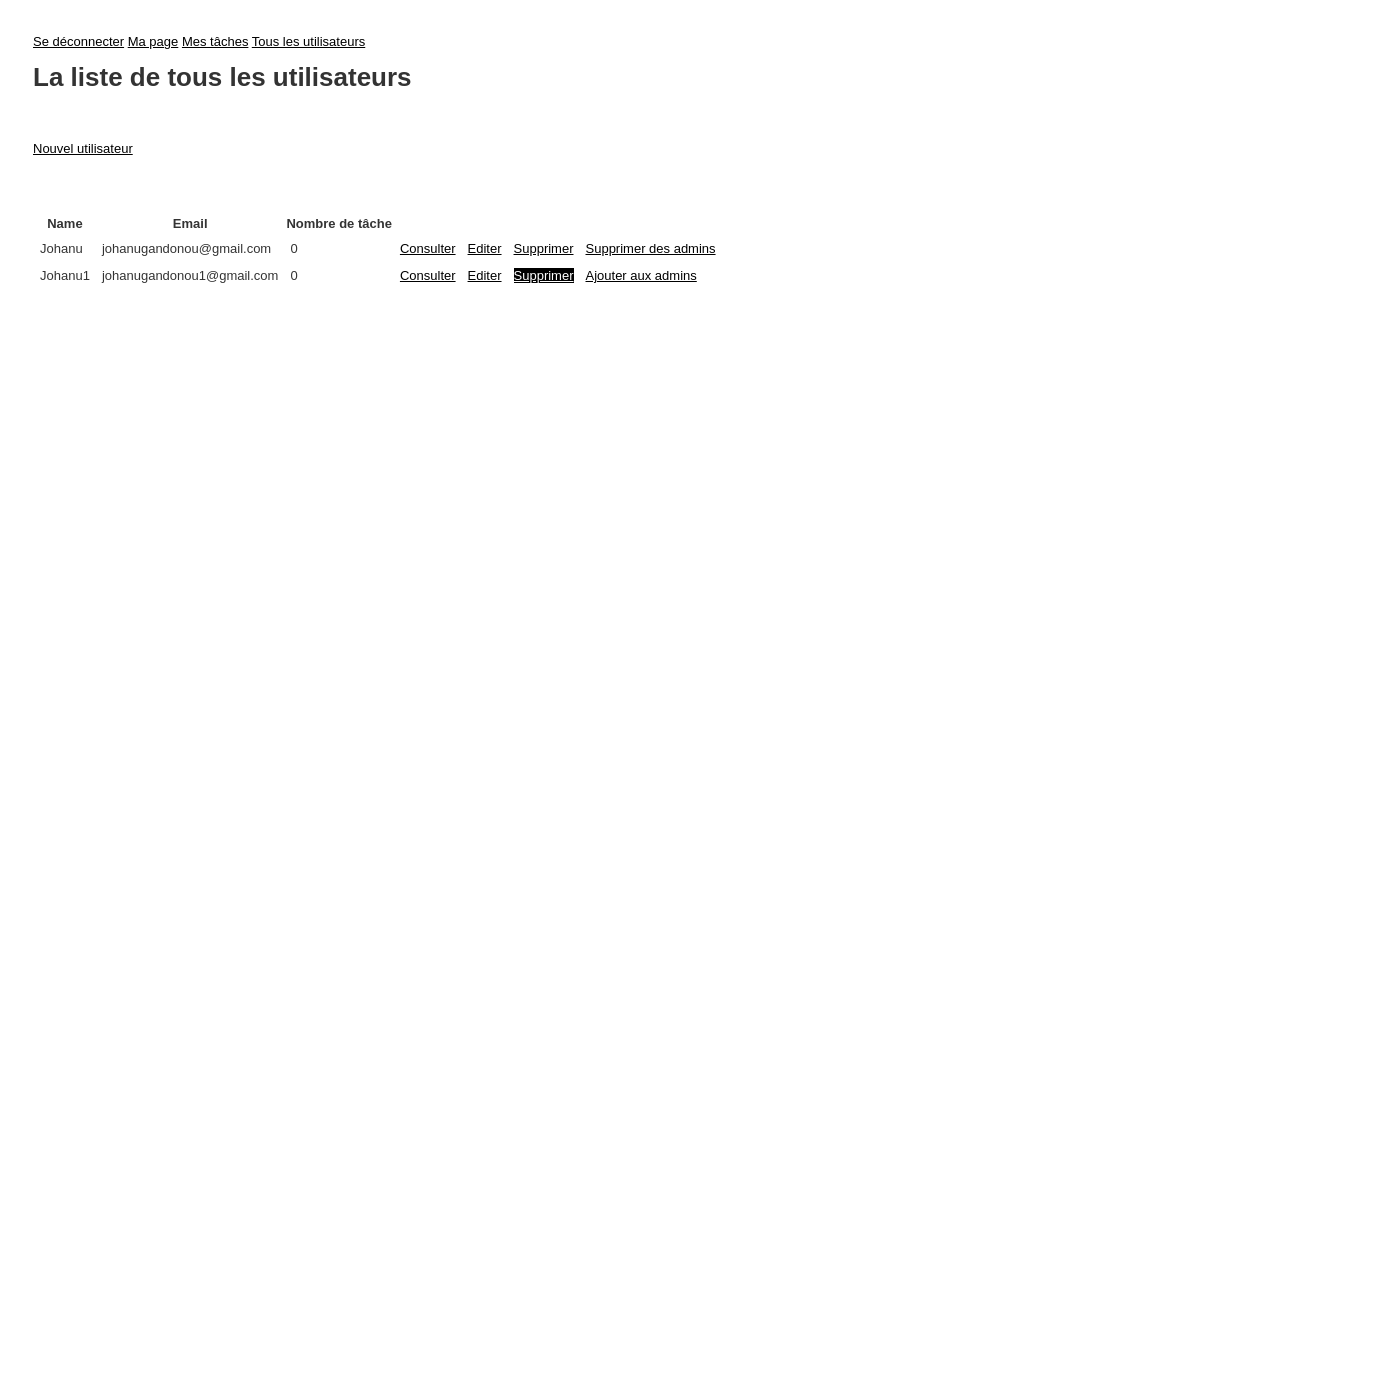 Se déconnecter Ma page Mes tâches Tous les utilisateurs
La liste de tous les utilisateurs
Nouvel utilisateur
Name Email Nombre de tâche
Johanu johanugandonou@gmail.com 0 Consulter Editer Supprimer Supprimer des admins
Johanu1 johanugandonou1@gmail.com 0 Consulter Editer Supprimer Ajouter aux admins